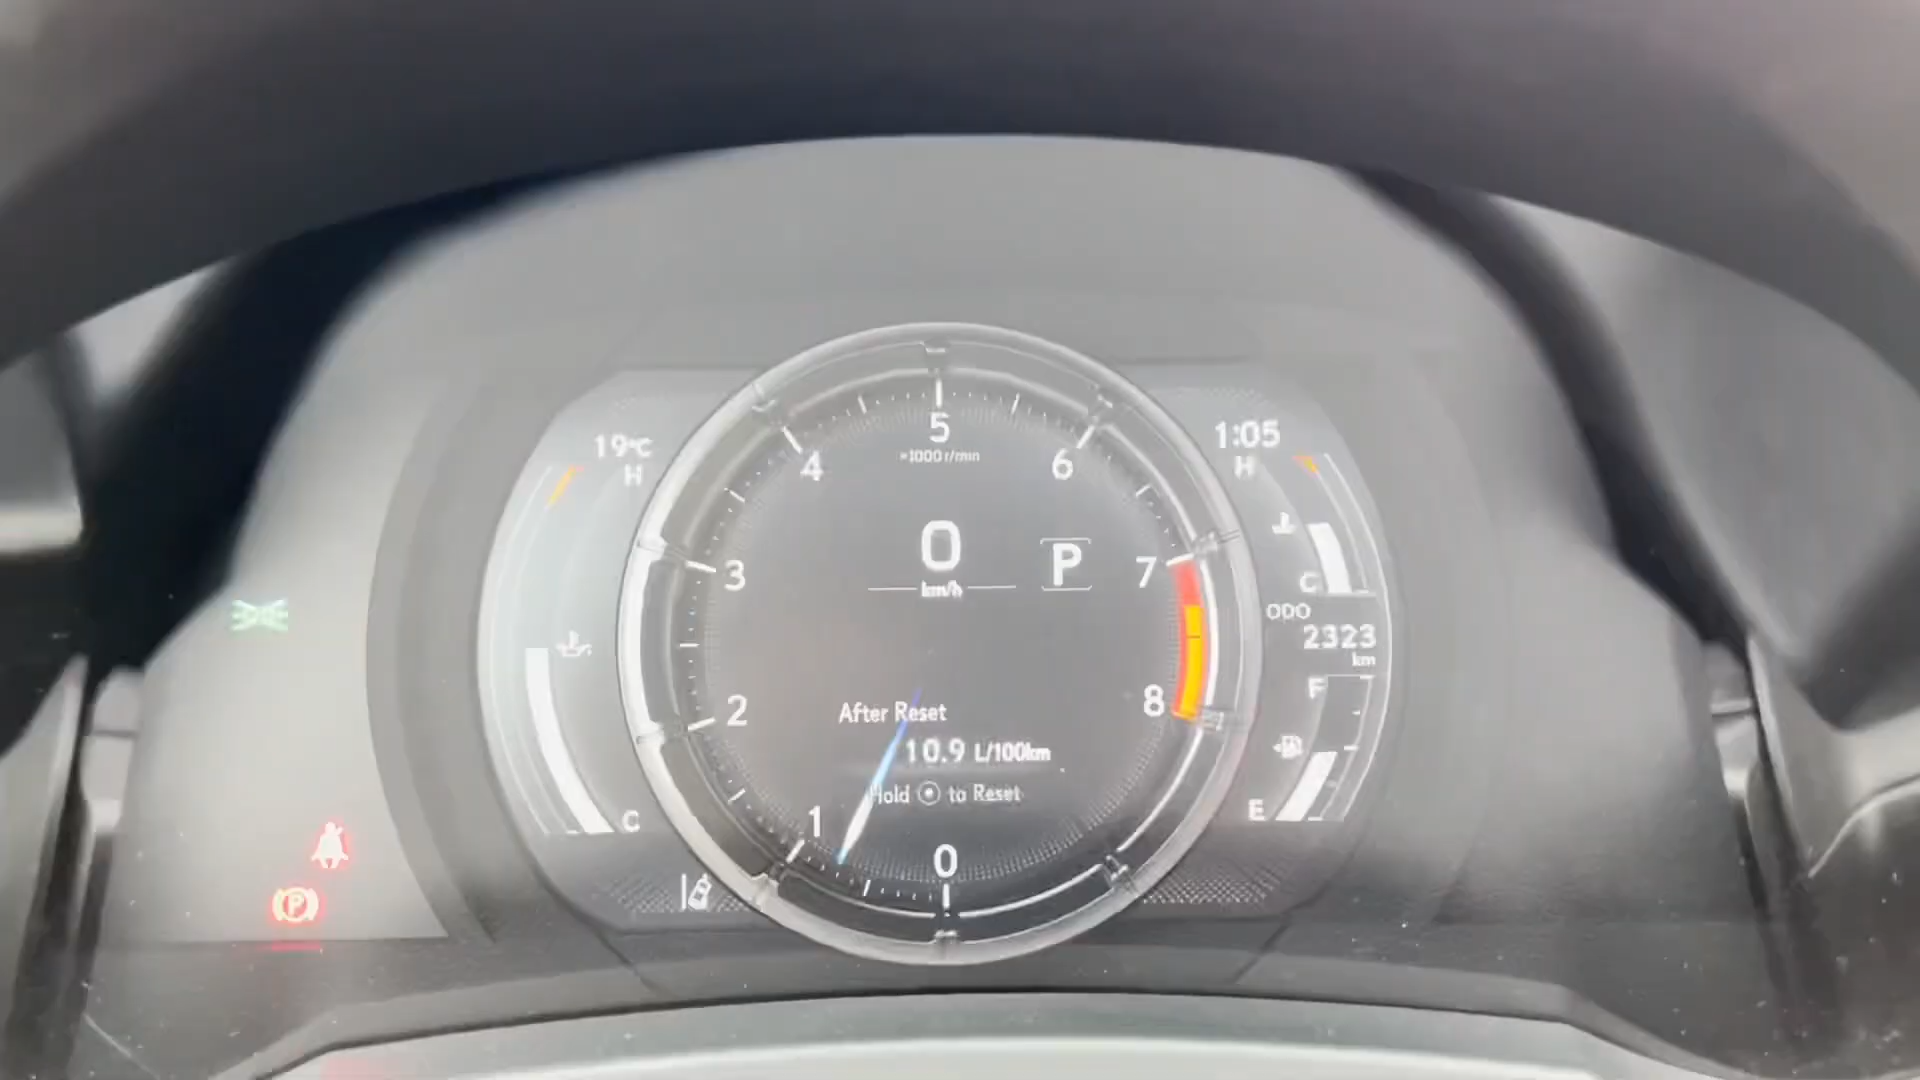 19°C
H
C
5
×1000 r/min
4
6
3
7
2
8
1
0
0
km/h
P
After Reset
10.9 L/100km
Hold to Reset
1:05
H
C
ODO
2323
km
F
E
P